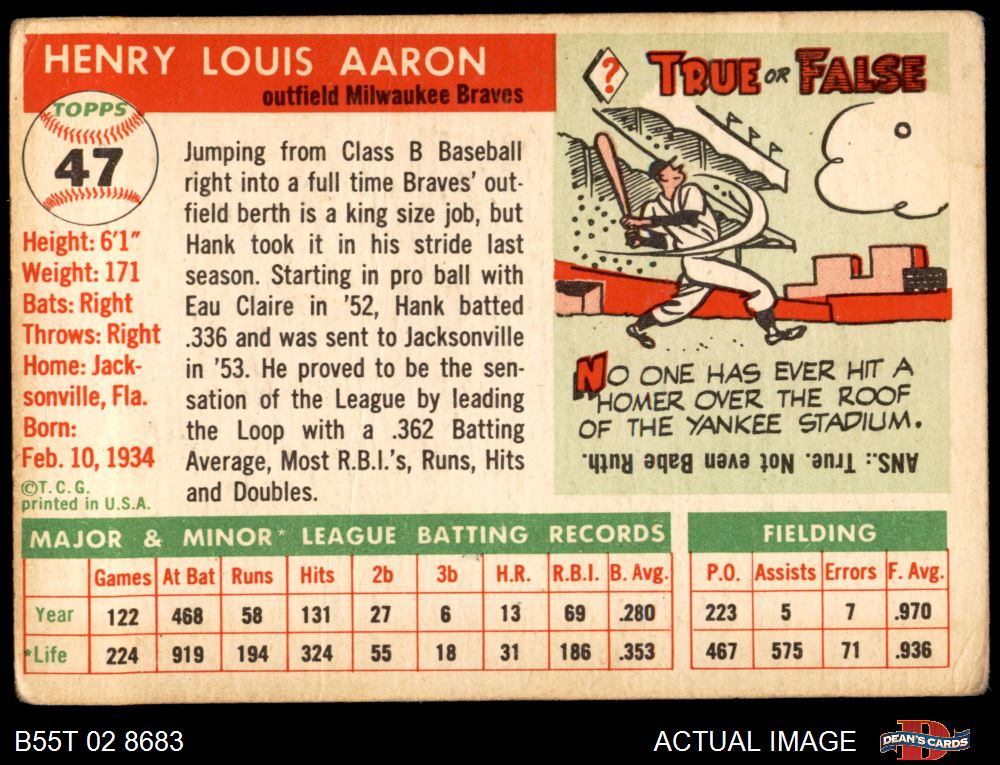 HENRY LOUIS AARON
outfield Milwaukee Braves
TOPPS
47
Height: 6'1"
Weight: 171
Bats: Right
Throws: Right
Home: Jack-
sonville, Fla.
Born:
Feb. 10, 1934
©T.C.G.
printed in U.S.A.
Jumping from Class B Baseball
right into a full time Braves' out-
field berth is a king size job, but
Hank took it in his stride last
season. Starting in pro ball with
Eau Claire in '52, Hank batted
.336 and was sent to Jacksonville
in '53. He proved to be the sen-
sation of the League by leading
the Loop with a .362 Batting
Average, Most R.B.I.'s, Runs, Hits
and Doubles.
? TRUE OR FALSE
NO ONE HAS EVER HIT A
HOMER OVER THE ROOF
OF THE YANKEE STADIUM.
ANS.: True. Not even Babe Ruth.
MAJOR & MINOR* LEAGUE BATTING RECORDS
Games At Bat Runs Hits 2b 3b H.R. R.B.I. B. Avg.
Year 122 468 58 131 27 6 13 69 .280
*Life 224 919 194 324 55 18 31 186 .353
FIELDING
P.O. Assists Errors F. Avg.
223 5 7 .970
467 575 71 .936
B55T 02 8683
ACTUAL IMAGE
DEAN'S CARDS